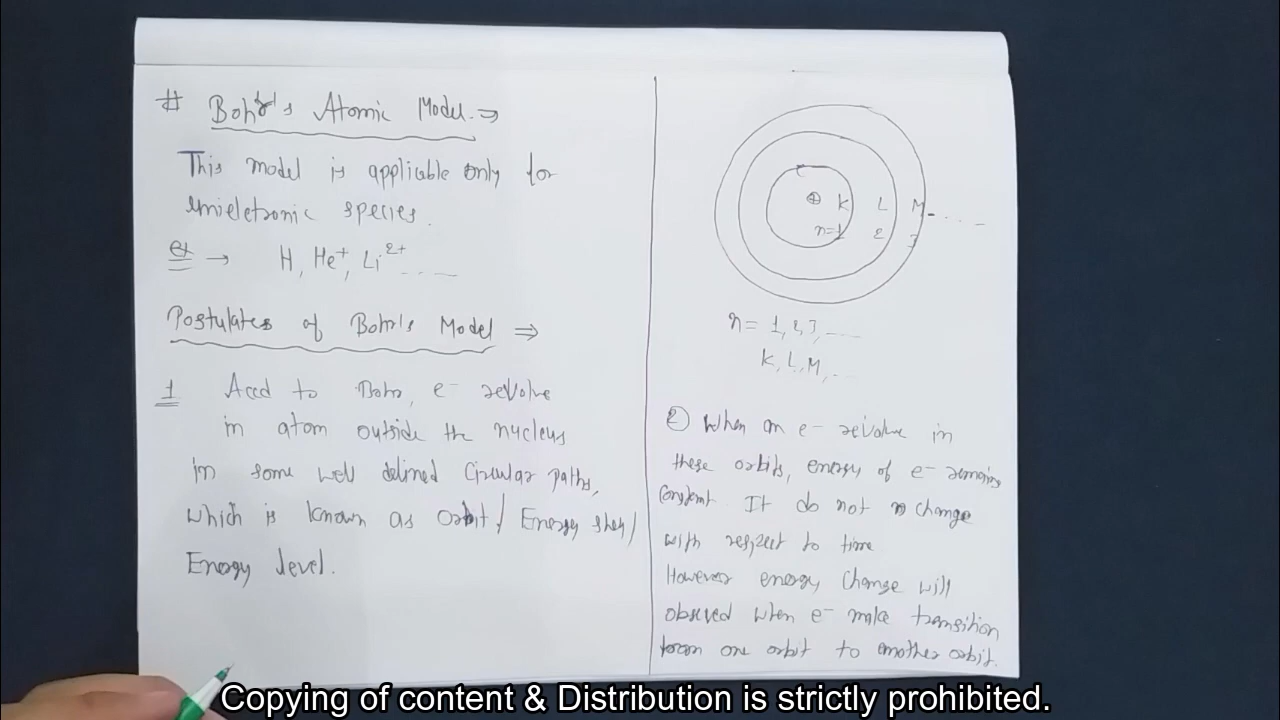 # Bohr's Atomic Model. ⇒
This model is applicable only for
unieletronic species.
ex → H, He⁺, Li²⁺ - - - -
Postulates of Bohr's Model ⇒
1 Accd to Bohr, e⁻ revolve
in atom outside the nucleus
in some well defined Circular paths,
which is known as orbit / Energy shell /
Energy level.
e⁻
⊕ K L M - - - -
n=1 2 3
n = 1, 2, 3, - - - -
K, L, M, - -
② When an e⁻ revolve in
these orbits, energy of e⁻ remains
Constant. It do not change
with respect to time
However energy change will
observed when e⁻ make transition
from one orbit to another orbit.
Copying of content & Distribution is strictly prohibited.